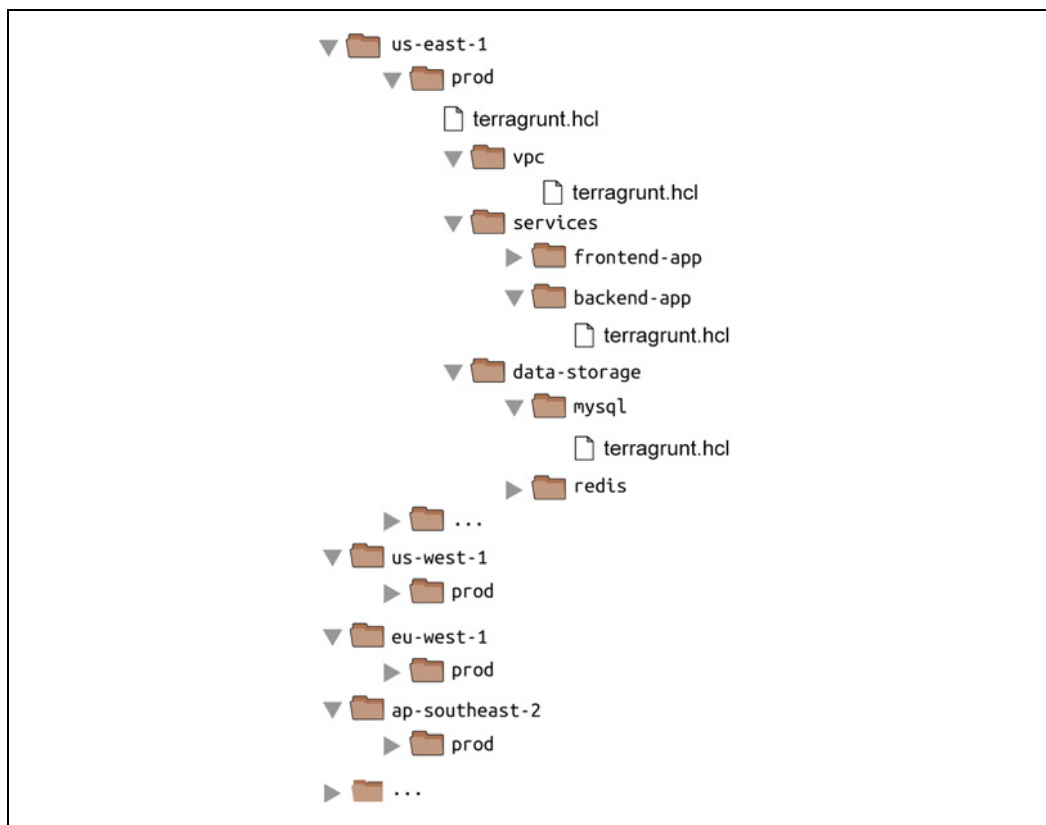 us-east-1
prod
terragrunt.hcl
vpc
terragrunt.hcl
services
frontend-app
backend-app
terragrunt.hcl
data-storage
mysql
terragrunt.hcl
redis
...
us-west-1
prod
eu-west-1
prod
ap-southeast-2
prod
...